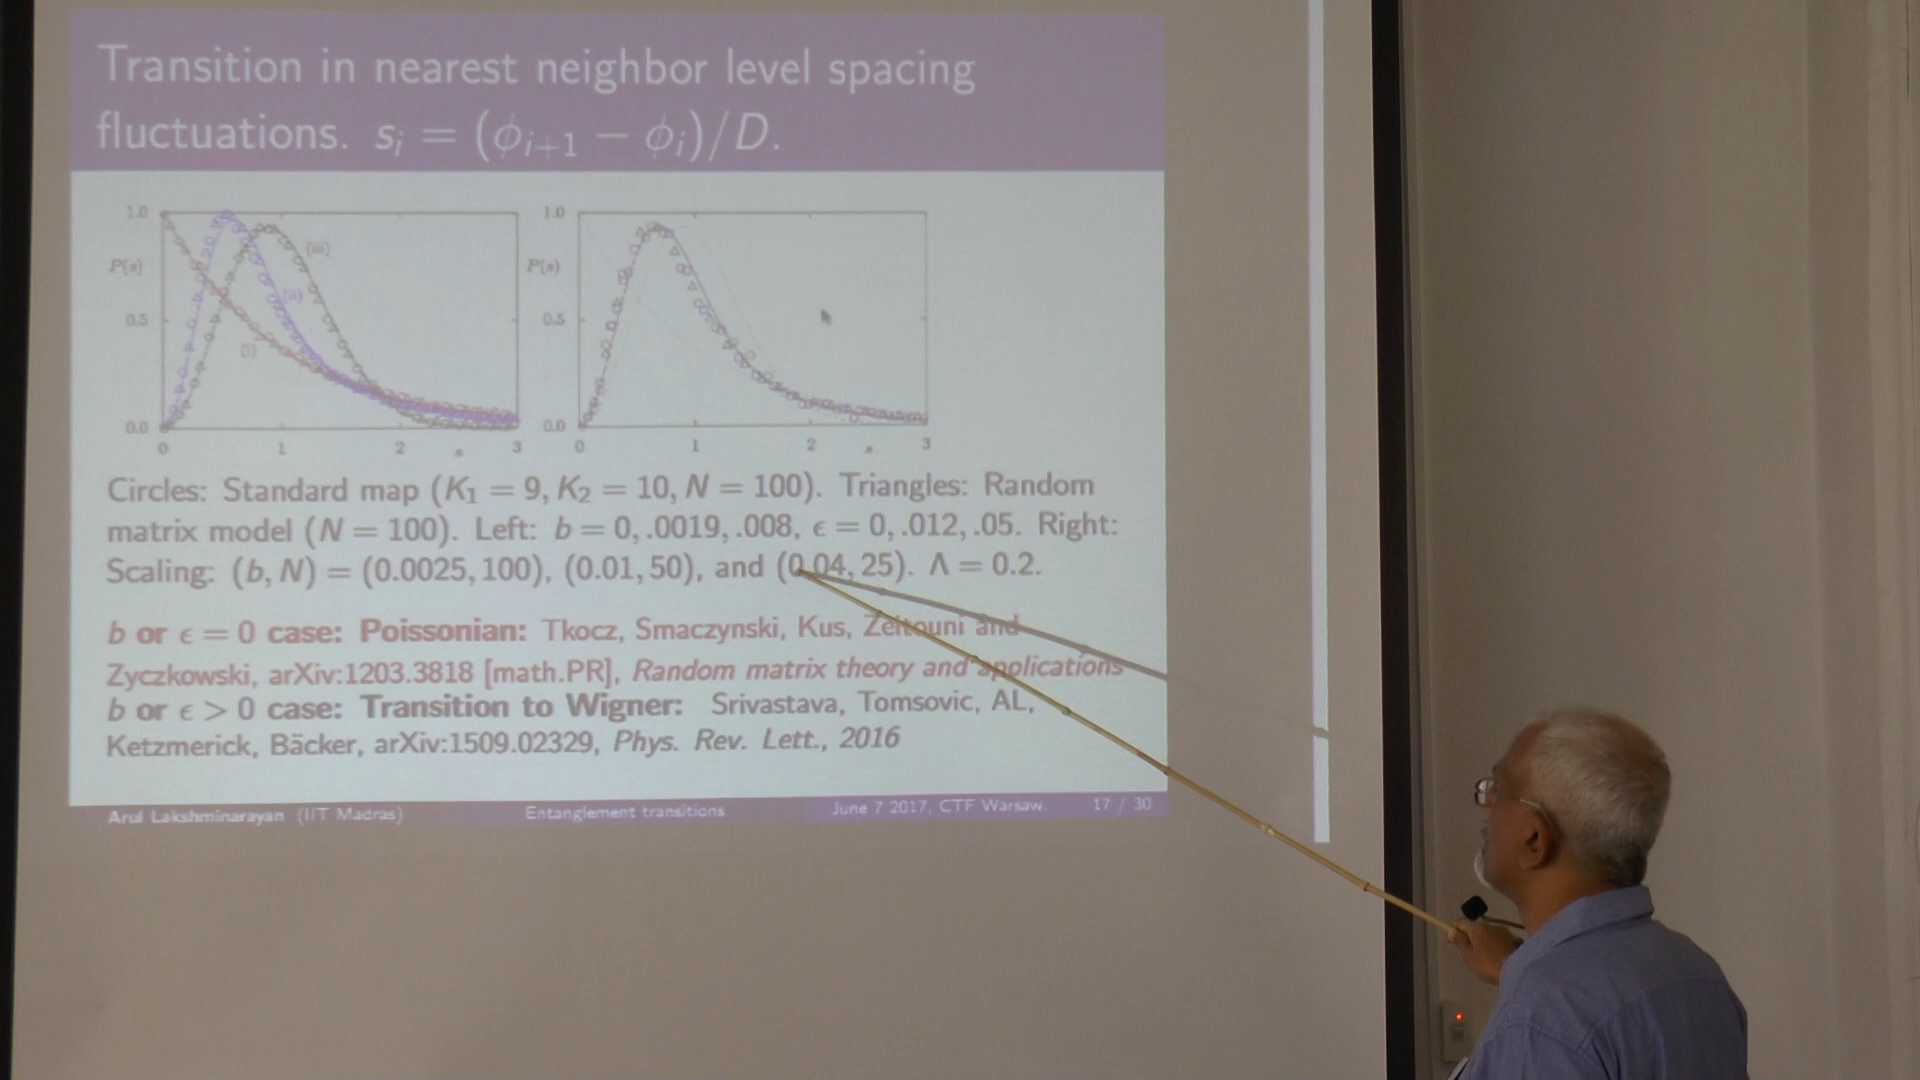 Transition in nearest neighbor level spacing
fluctuations. sᵢ = (ϕᵢ₊₁ − ϕᵢ)/D.
1.0
P(s)
0.5
0.0
0 1 2 s 3
(i)
(ii)
(iii)
1.0
P(s)
0.5
0.0
0 1 2 s 3
Circles: Standard map (K₁ = 9, K₂ = 10, N = 100). Triangles: Random
matrix model (N = 100). Left: b = 0, .0019, .008, ϵ = 0, .012, .05. Right:
Scaling: (b, N) = (0.0025, 100), (0.01, 50), and (0.04, 25). Λ = 0.2.
b or ϵ = 0 case: Poissonian: Tkocz, Smaczynski, Kus, Zeitouni and
Zyczkowski, arXiv:1203.3818 [math.PR], Random matrix theory and applications
b or ϵ > 0 case: Transition to Wigner: Srivastava, Tomsovic, AL,
Ketzmerick, Bäcker, arXiv:1509.02329, Phys. Rev. Lett., 2016
Arul Lakshminarayan (IIT Madras) Entanglement transitions June 7 2017, CTF Warsaw. 17 / 30